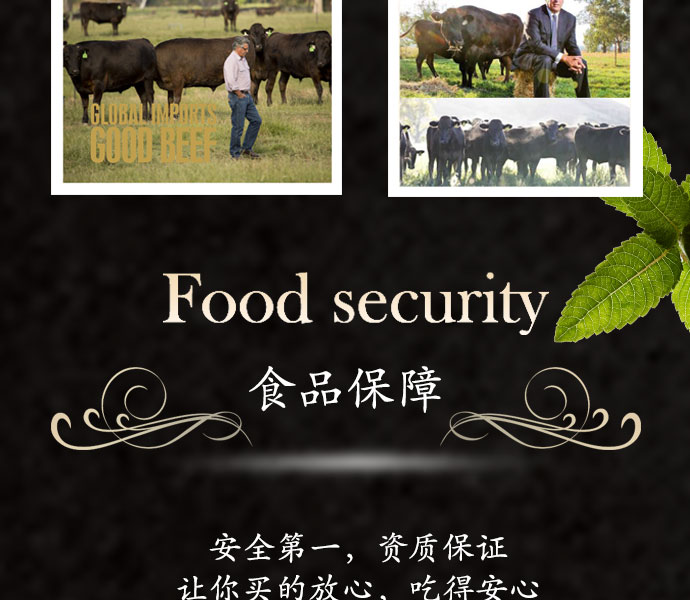 GLOBAL IMPORTS
GOOD BEEF
Food security
食品保障
安全第一，资质保证
让你买的放心，吃得安心